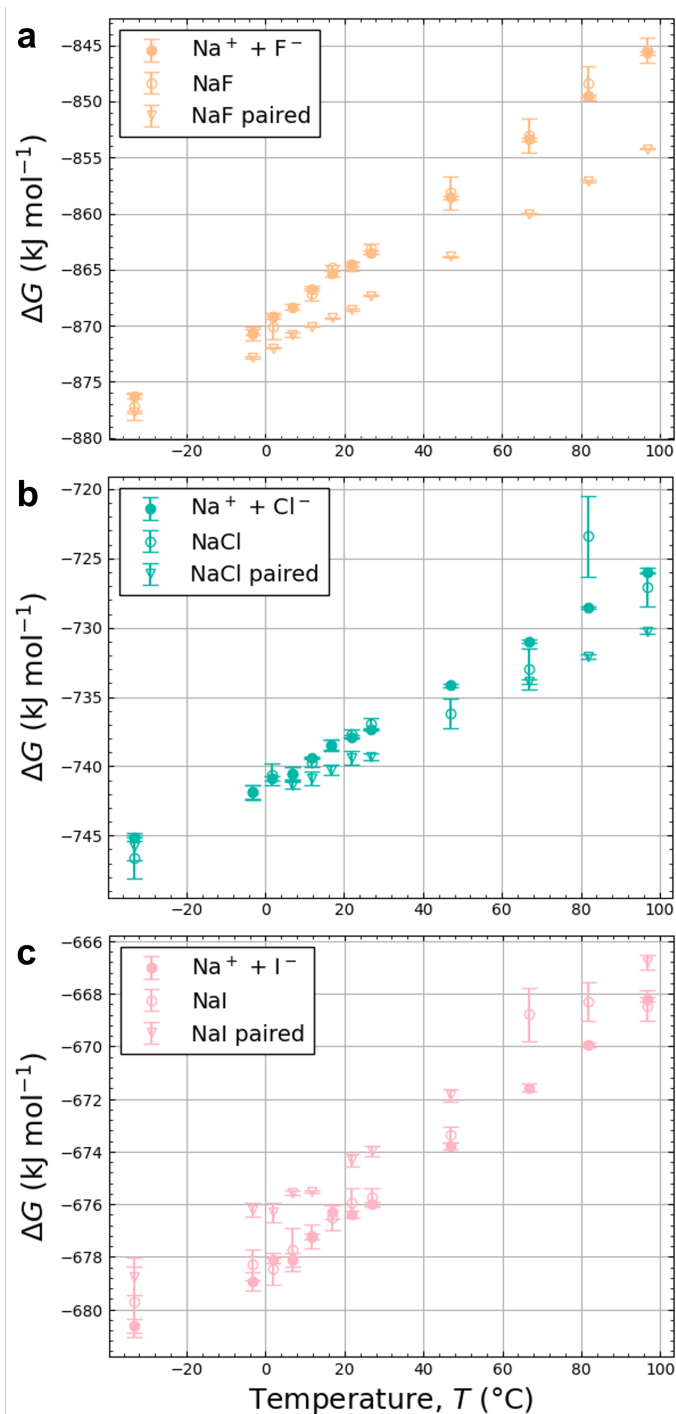 a
Na⁺ + F⁻
NaF
NaF paired
ΔG (kJ mol⁻¹)
−845
−850
−855
−860
−865
−870
−875
−880
−20 0 20 40 60 80 100
b
Na⁺ + Cl⁻
NaCl
NaCl paired
ΔG (kJ mol⁻¹)
−720
−725
−730
−735
−740
−745
−20 0 20 40 60 80 100
c
Na⁺ + I⁻
NaI
NaI paired
ΔG (kJ mol⁻¹)
−666
−668
−670
−672
−674
−676
−678
−680
−20 0 20 40 60 80 100
Temperature, T (°C)